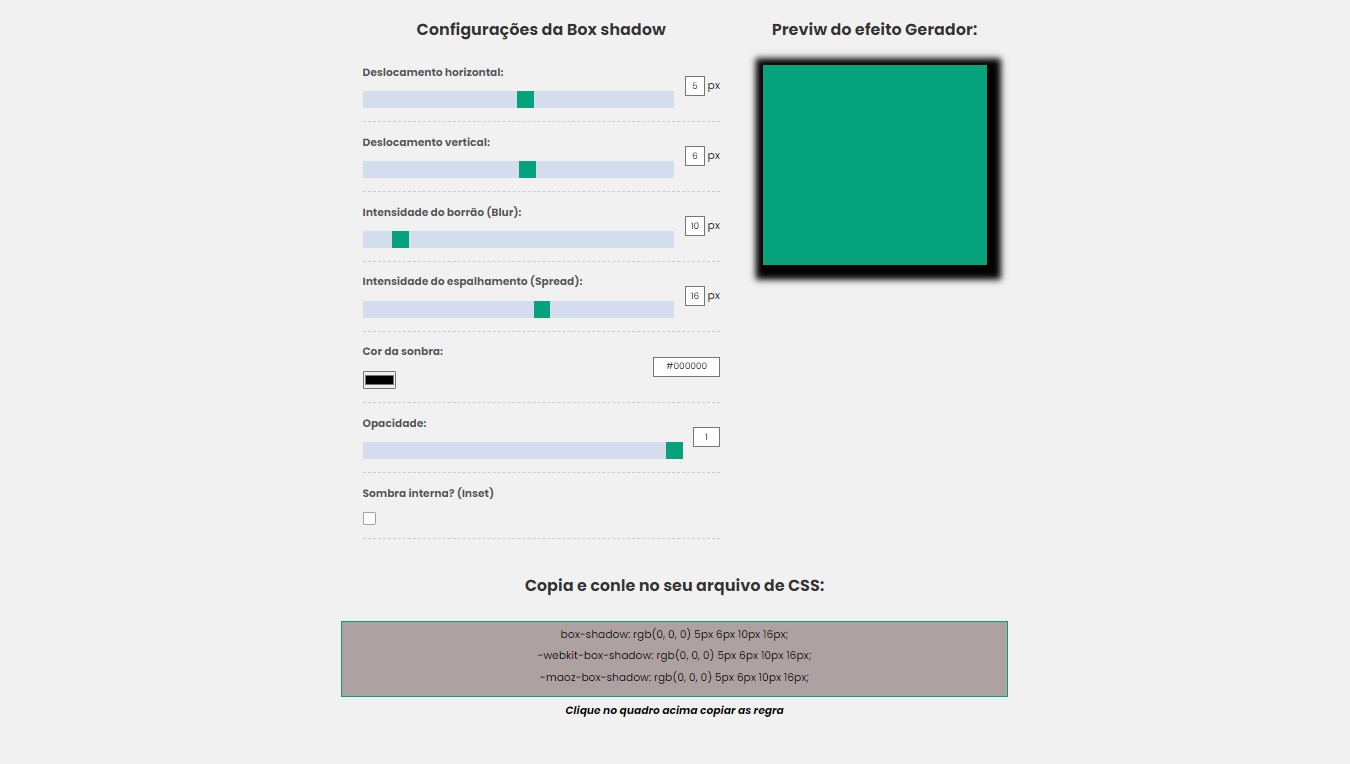 Configurações da Box shadow
Deslocamento horizontal:
5 px
Deslocamento vertical:
6 px
Intensidade do borrão (Blur):
10 px
Intensidade do espalhamento (Spread):
16 px
Cor da sonbra:
#000000
Opacidade:
1
Sombra interna? (Inset)
Previw do efeito Gerador:
Copia e conle no seu arquivo de CSS:
box-shadow: rgb(0, 0, 0) 5px 6px 10px 16px;
-webkit-box-shadow: rgb(0, 0, 0) 5px 6px 10px 16px;
-maoz-box-shadow: rgb(0, 0, 0) 5px 6px 10px 16px;
Clique no quadro acima copiar as regra